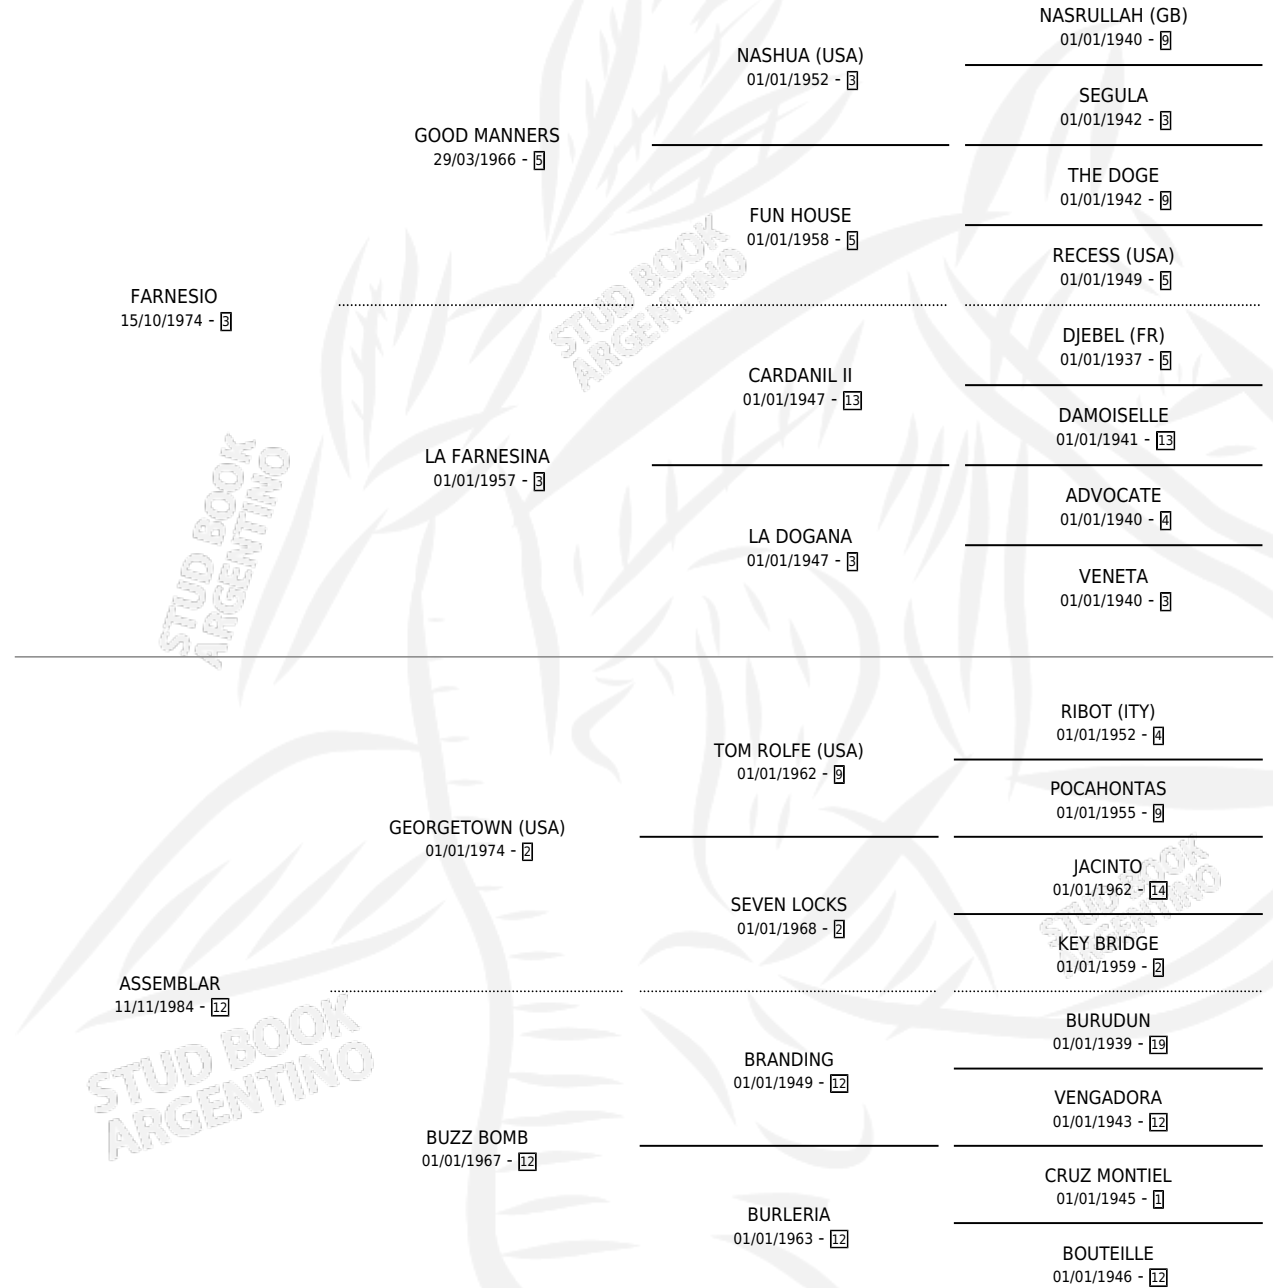 NASRULLAH (GB)
01/01/1940 - 9
NASHUA (USA)
01/01/1952 - 3
SEGULA
01/01/1942 - 3
GOOD MANNERS
29/03/1966 - 5
THE DOGE
01/01/1942 - 9
FUN HOUSE
01/01/1958 - 5
RECESS (USA)
01/01/1949 - 5
FARNESIO
15/10/1974 - 3
DJEBEL (FR)
01/01/1937 - 5
CARDANIL II
01/01/1947 - 13
DAMOISELLE
01/01/1941 - 13
LA FARNESINA
01/01/1957 - 3
ADVOCATE
01/01/1940 - 4
LA DOGANA
01/01/1947 - 3
VENETA
01/01/1940 - 3
RIBOT (ITY)
01/01/1952 - 4
TOM ROLFE (USA)
01/01/1962 - 9
POCAHONTAS
01/01/1955 - 9
GEORGETOWN (USA)
01/01/1974 - 2
JACINTO
01/01/1962 - 14
SEVEN LOCKS
01/01/1968 - 2
KEY BRIDGE
01/01/1959 - 2
ASSEMBLAR
11/11/1984 - 12
BURUDUN
01/01/1939 - 19
BRANDING
01/01/1949 - 12
VENGADORA
01/01/1943 - 12
BUZZ BOMB
01/01/1967 - 12
CRUZ MONTIEL
01/01/1945 - 1
BURLERIA
01/01/1963 - 12
BOUTEILLE
01/01/1946 - 12
STUD BOOK
ARGENTINO
STUD BOOK
ARGENTINO
STUD BOOK
ARGENTINO
STUD BOOK
ARGENTINO